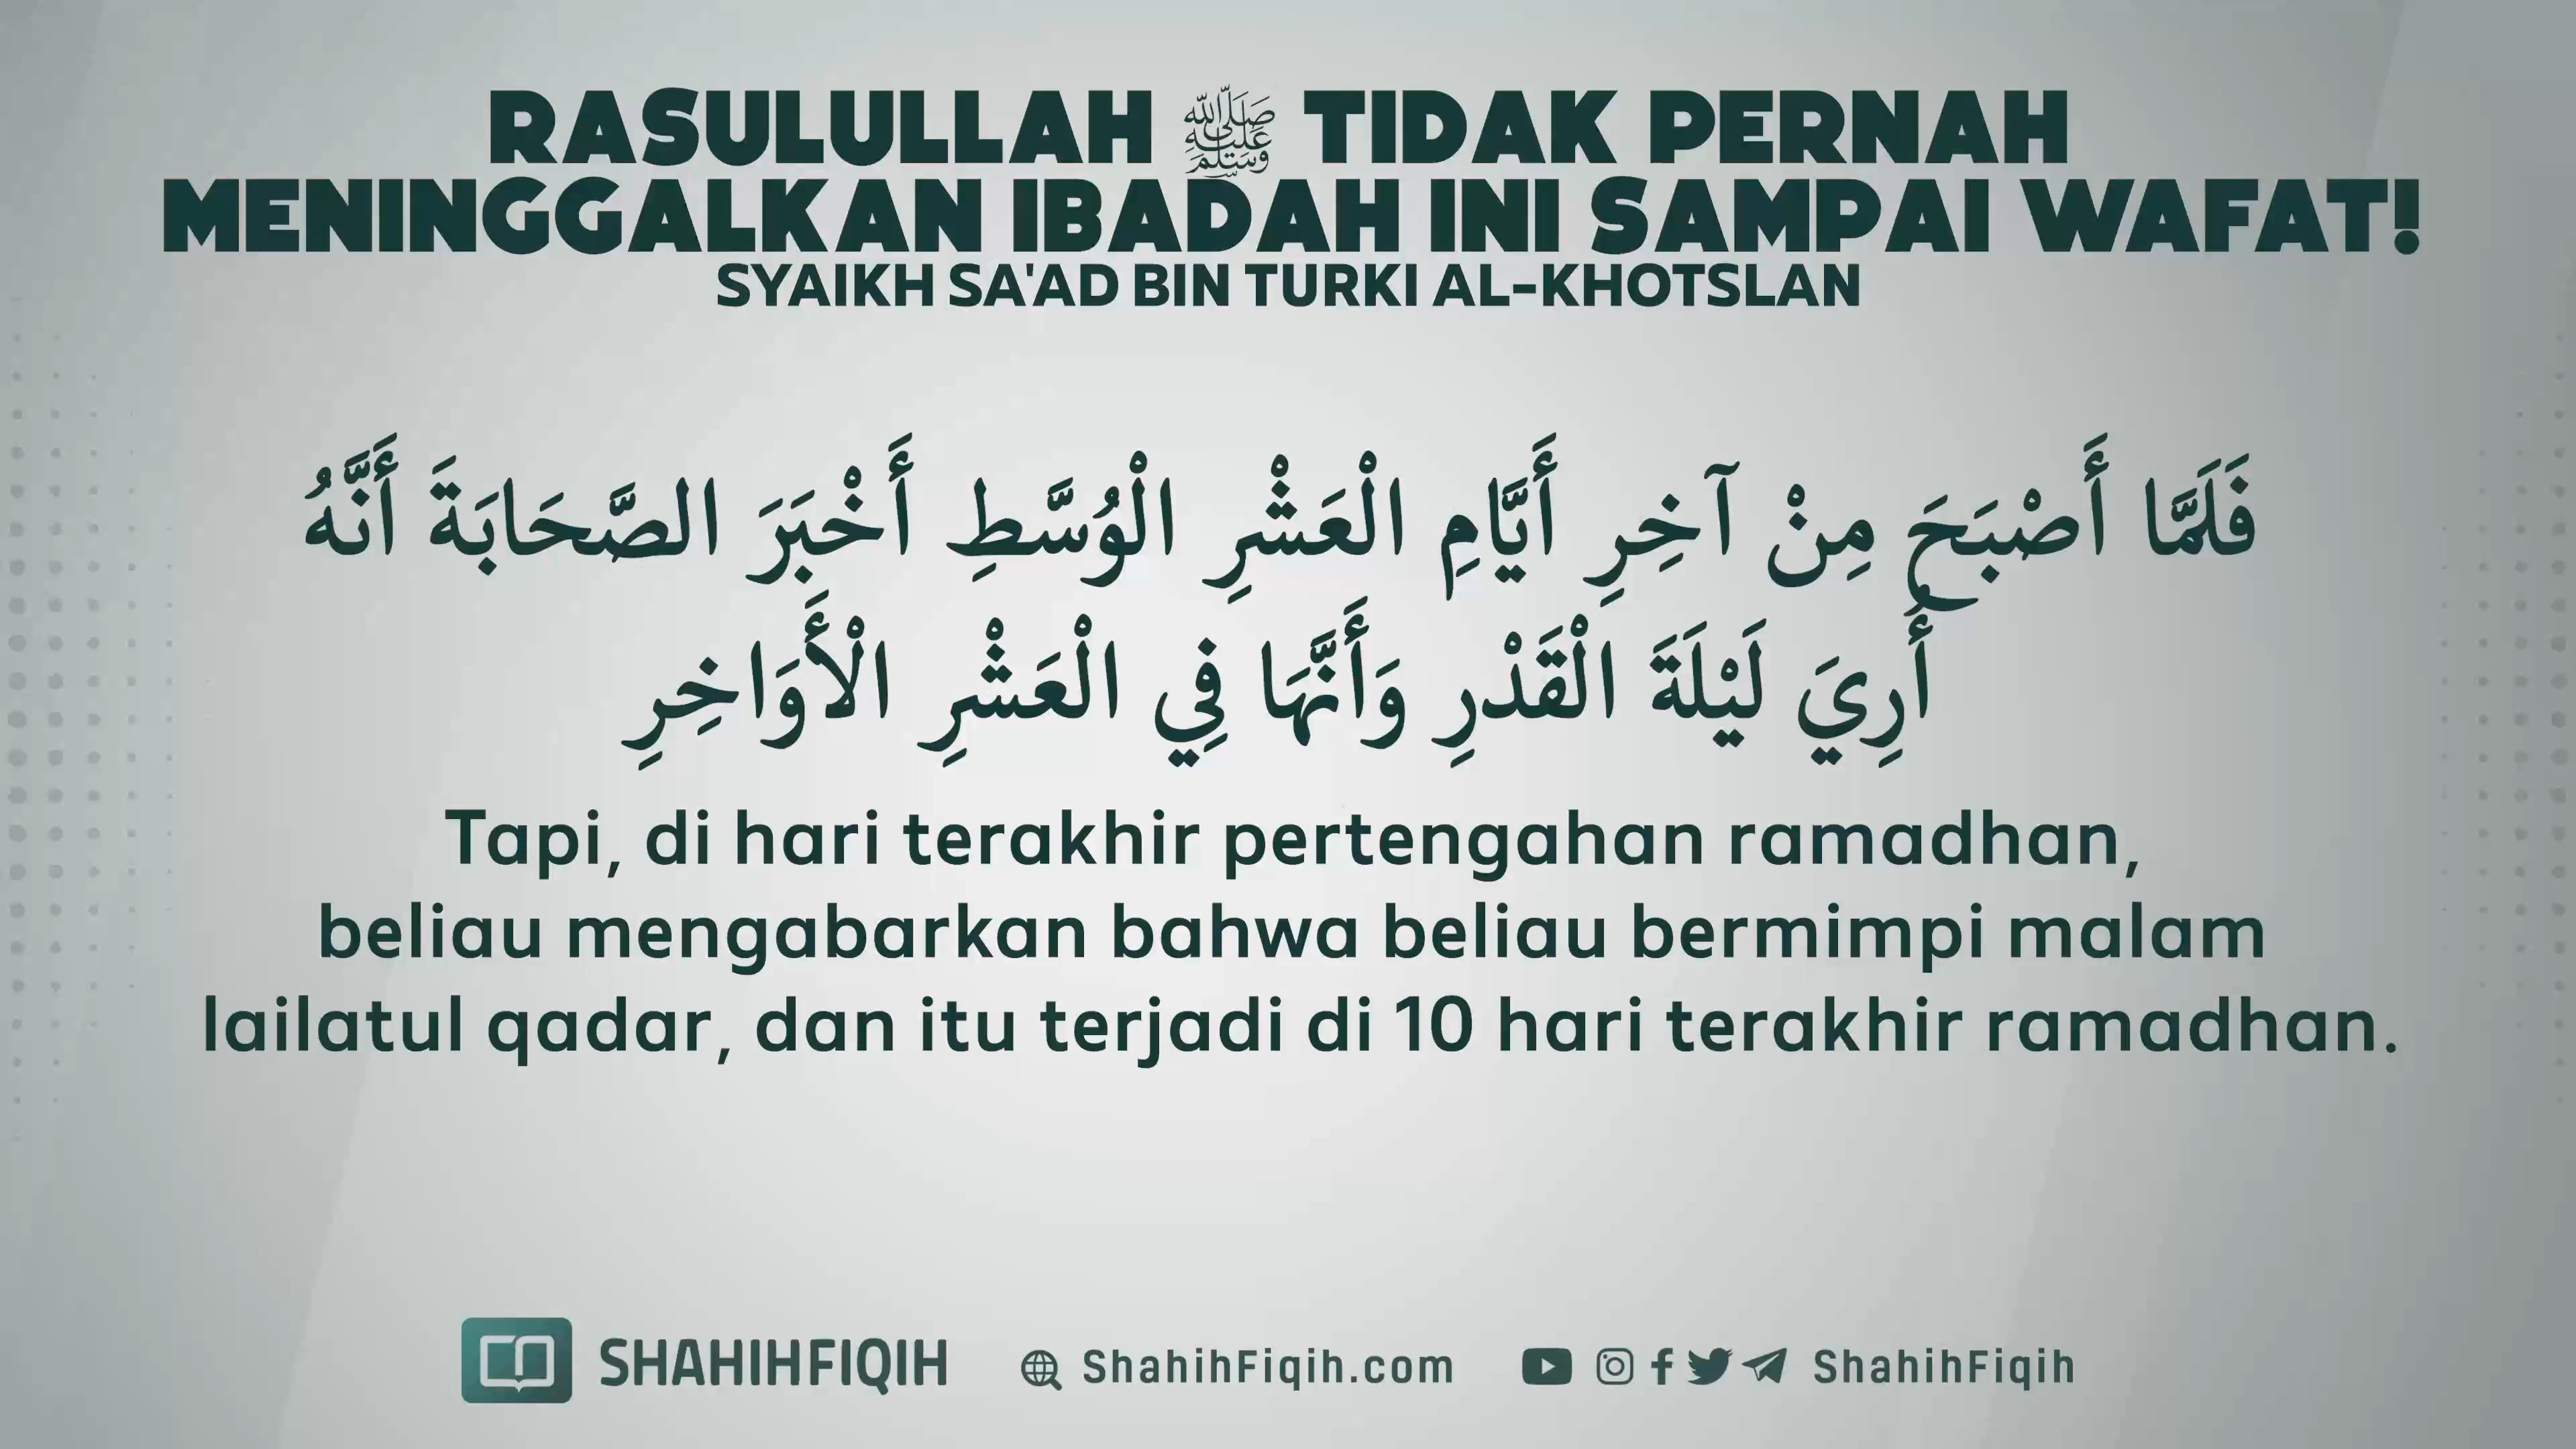 RASULULLAH ﷺ TIDAK PERNAH
MENINGGALKAN IBADAH INI SAMPAI WAFAT!
SYAIKH SA'AD BIN TURKI AL-KHOTSLAN
فَلَمَّا أَصْبَحَ مِنْ آخِرِ أَيَّامِ الْعَشْرِ الْوُسَّطِ أَخْبَرَ الصَّحَابَةَ أَنَّهُ
أُرِيَ لَيْلَةَ الْقَدْرِ وَأَنَّهَا فِي الْعَشْرِ الْأَوَاخِرِ
Tapi, di hari terakhir pertengahan ramadhan,
beliau mengabarkan bahwa beliau bermimpi malam
lailatul qadar, dan itu terjadi di 10 hari terakhir ramadhan.
SHAHIHFIQIH ShahihFiqih.com ShahihFiqih